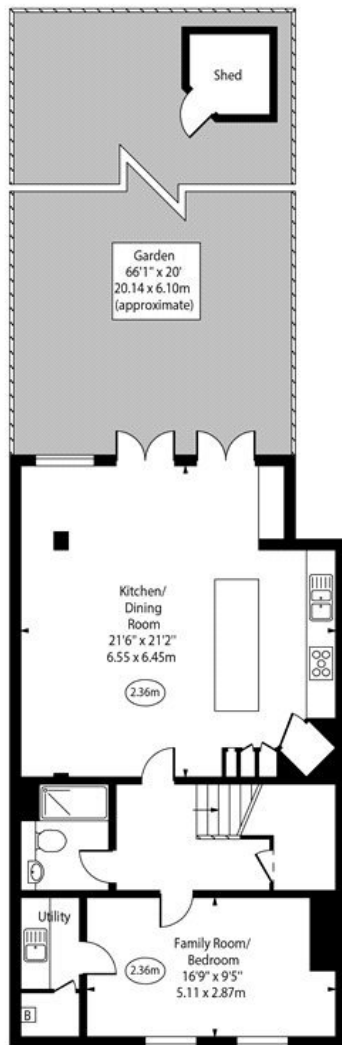 Shed
Garden
66'1" x 20'
20.14 x 6.10m
(approximate)
Kitchen/
Dining
Room
21'6" x 21'2"
6.55 x 6.45m
2.36m
Utility
B
2.36m
Family Room/
Bedroom
16'9" x 9'5"
5.11 x 2.87m